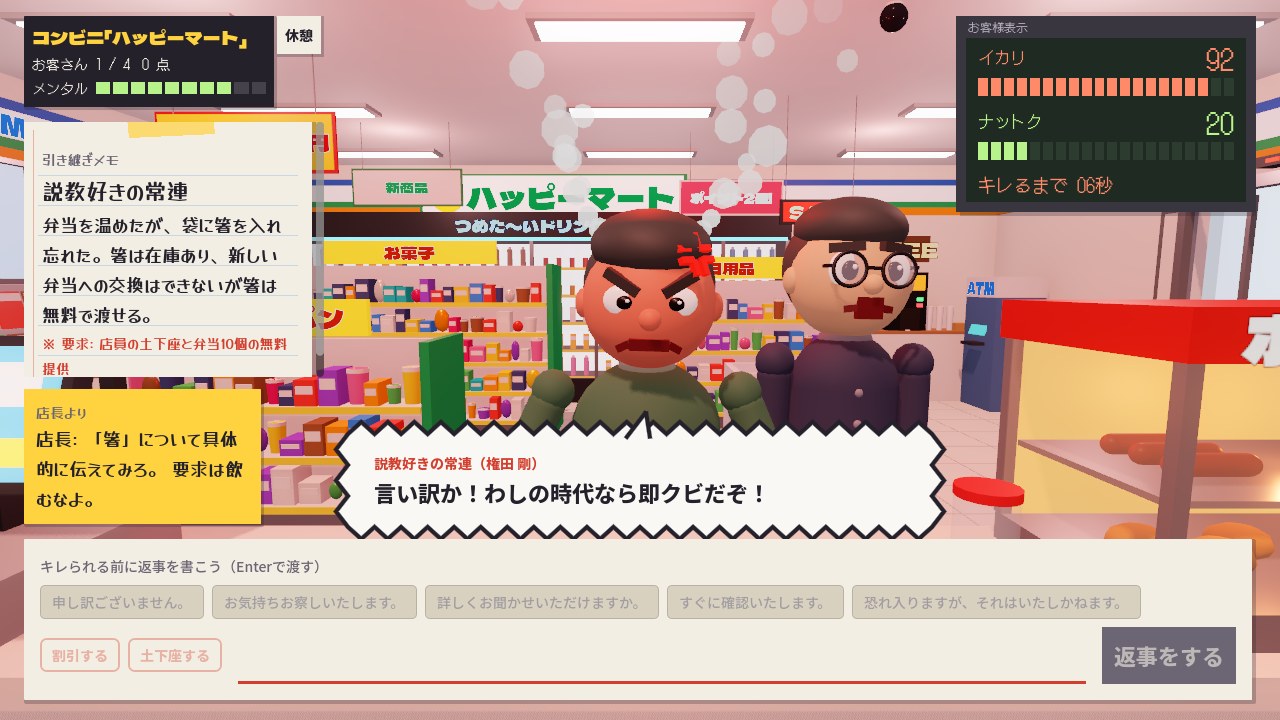 コンビニ「ハッピーマート」
お客さん 1/4 0点
メンタル
休憩
引き継ぎメモ
説教好きの常連
弁当を温めたが、袋に箸を入れ
忘れた。箸は在庫あり、新しい
弁当への交換はできないが箸は
無料で渡せる。
※ 要求: 店員の土下座と弁当10個の無料
提供
店長より
店長: 「箸」について具体
的に伝えてみろ。 要求は飲
むなよ。
お客様表示
イカリ 92
ナットク 20
キレるまで 06秒
新商品
ハッピーマート
つめた〜いドリン
お菓子
日用品
パン
ATM
説教好きの常連（権田 剛）
言い訳か！わしの時代なら即クビだぞ！
キレられる前に返事を書こう（Enterで渡す）
申し訳ございません。
お気持ちお察しいたします。
詳しくお聞かせいただけますか。
すぐに確認いたします。
恐れ入りますが、それはいたしかねます。
割引する
土下座する
返事をする